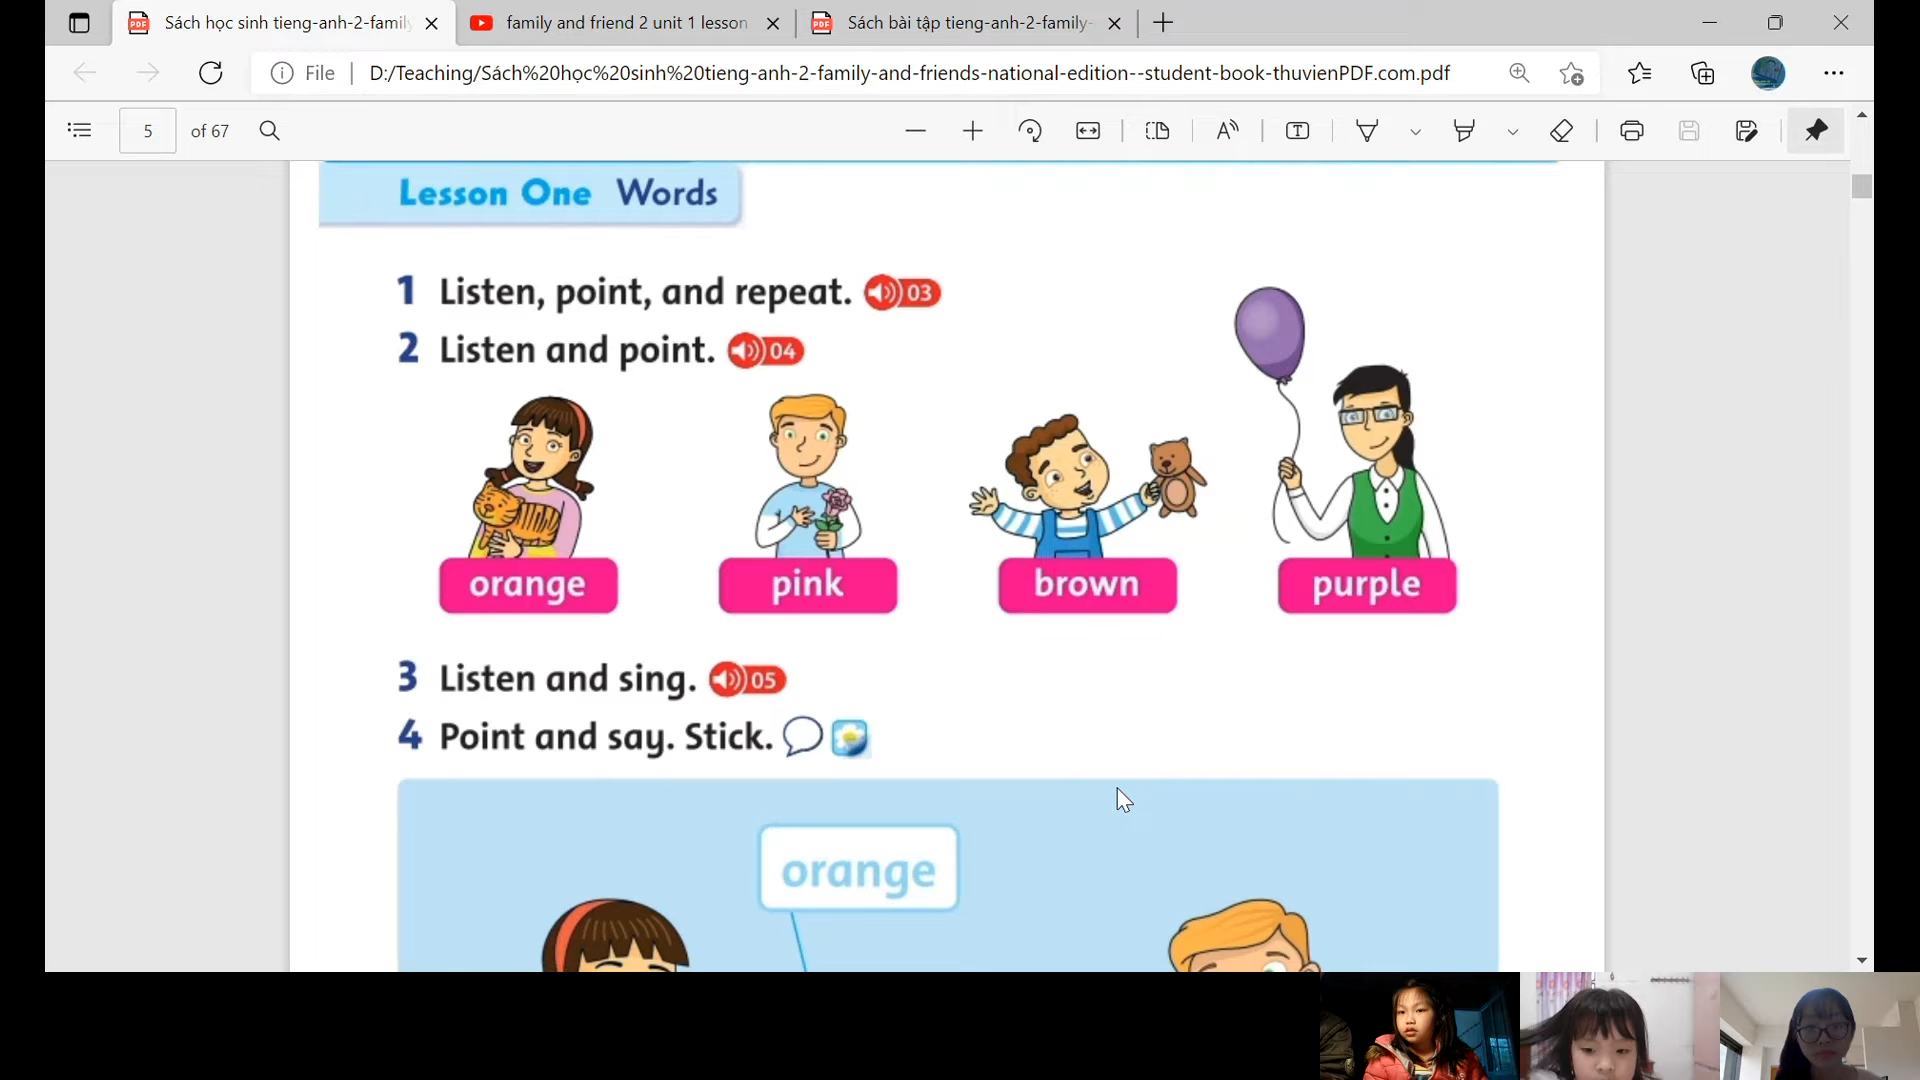 Sách học sinh tieng-anh-2-family
family and friend 2 unit 1 lesson
Sách bài tập tieng-anh-2-family-
File
D:/Teaching/Sách%20học%20sinh%20tieng-anh-2-family-and-friends-national-edition--student-book-thuvienPDF.com.pdf
5 of 67
Lesson One Words
1 Listen, point, and repeat. 03
2 Listen and point. 04
orange pink brown purple
3 Listen and sing. 05
4 Point and say. Stick.
orange